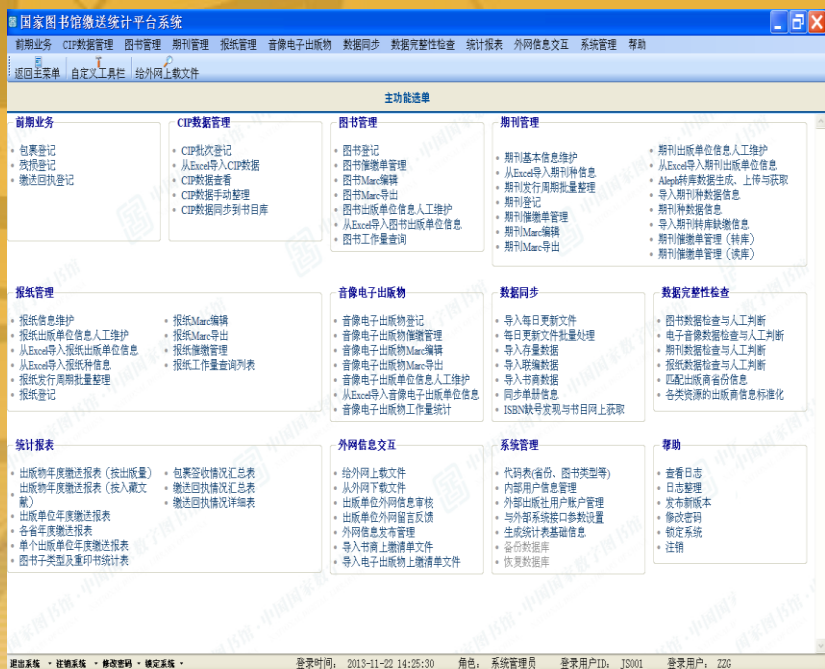 国家图书馆缴送统计平台系统
前期业务 CIP数据管理 图书管理 期刊管理 报纸管理 音像电子出版物 数据同步 数据完整性检查 统计报表 外网信息交互 系统管理 帮助
返回主菜单 自定义工具栏 给外网上载文件
主功能选单
前期业务
包裹登记
残损登记
缴送回执登记
CIP数据管理
CIP批次登记
从Excel导入CIP数据
CIP数据查看
CIP数据手动整理
CIP数据同步到书目库
图书管理
图书登记
图书催缴单管理
图书Marc编辑
图书Marc导出
图书出版单位信息人工维护
从Excel导入图书出版单位信息
图书工作量查询
期刊管理
期刊基本信息维护
从Excel导入期刊种信息
期刊发行周期批量整理
期刊登记
期刊催缴单管理
期刊Marc编辑
期刊Marc导出
期刊出版单位信息人工维护
从Excel导入期刊出版单位信息
Aleph转库数据生成、上传与获取
导入期刊种数据信息
期刊种数据信息
导入期刊转库缺缴信息
期刊催缴单管理（转库）
期刊催缴单管理（读库）
报纸管理
报纸信息维护
报纸出版单位信息人工维护
从Excel导入报纸出版单位信息
从Excel导入报纸种信息
报纸发行周期批量整理
报纸登记
报纸Marc编辑
报纸Marc导出
报纸催缴管理
报纸工作量查询列表
音像电子出版物
音像电子出版物登记
音像电子出版物催缴管理
音像电子出版物Marc编辑
音像电子出版物Marc导出
音像电子出版单位信息人工维护
从Excel导入音像电子出版单位信息
音像电子出版物工作量统计
数据同步
导入每日更新文件
每日更新文件批量处理
导入存量数据
导入联编数据
导入书商数据
同步单册信息
ISBN缺号发现与书目网上获取
数据完整性检查
图书数据检查与人工判断
电子音像数据检查与人工判断
期刊数据检查与人工判断
报纸数据检查与人工判断
匹配出版商省份信息
各类资源的出版商信息标准化
统计报表
出版物年度缴送报表（按出版量）
出版物年度缴送报表（按入藏文
献）
出版单位年度缴送报表
各省年度缴送报表
单个出版单位年度缴送报表
图书子类型及重印书统计表
包裹签收情况汇总表
缴送回执情况汇总表
缴送回执情况详细表
外网信息交互
给外网上载文件
从外网下载文件
出版单位外网信息审核
出版单位外网留言反馈
外网信息发布管理
导入书商上缴清单文件
导入电子出版物上缴清单文件
系统管理
代码表(省份、图书类型等)
内部用户信息管理
外部出版社用户账户管理
与外部系统接口参数设置
生成统计表基础信息
备份数据库
恢复数据库
帮助
查看日志
日志整理
发布新版本
修改密码
锁定系统
注销
退出系统 · 注销系统 · 修改密码 · 锁定系统 ·
登录时间: 2013-11-22 14:25:30 角色: 系统管理员 登录用户ID: JS001 登录用户: ZZG